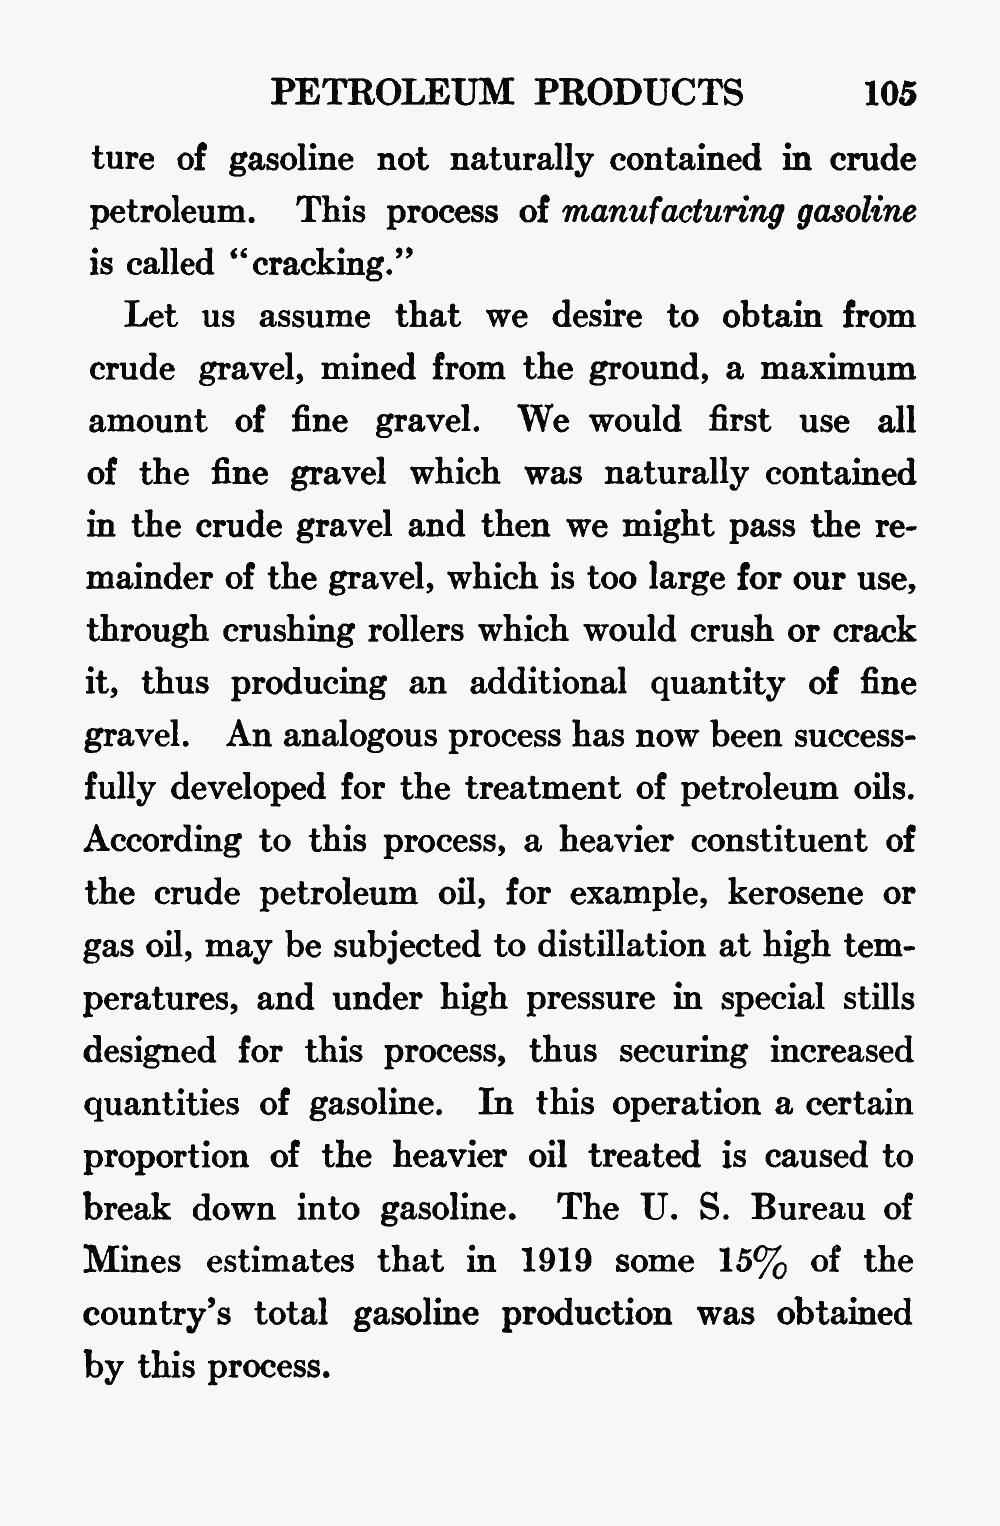 PETROLEUM PRODUCTS 105
ture of gasoline not naturally contained in crude
petroleum. This process of manufacturing gasoline
is called “cracking.”
Let us assume that we desire to obtain from
crude gravel, mined from the ground, a maximum
amount of fine gravel. We would first use all
of the fine gravel which was naturally contained
in the crude gravel and then we might pass the re-
mainder of the gravel, which is too large for our use,
through crushing rollers which would crush or crack
it, thus producing an additional quantity of fine
gravel. An analogous process has now been success-
fully developed for the treatment of petroleum oils.
According to this process, a heavier constituent of
the crude petroleum oil, for example, kerosene or
gas oil, may be subjected to distillation at high tem-
peratures, and under high pressure in special stills
designed for this process, thus securing increased
quantities of gasoline. In this operation a certain
proportion of the heavier oil treated is caused to
break down into gasoline. The U. S. Bureau of
Mines estimates that in 1919 some 15% of the
country’s total gasoline production was obtained
by this process.